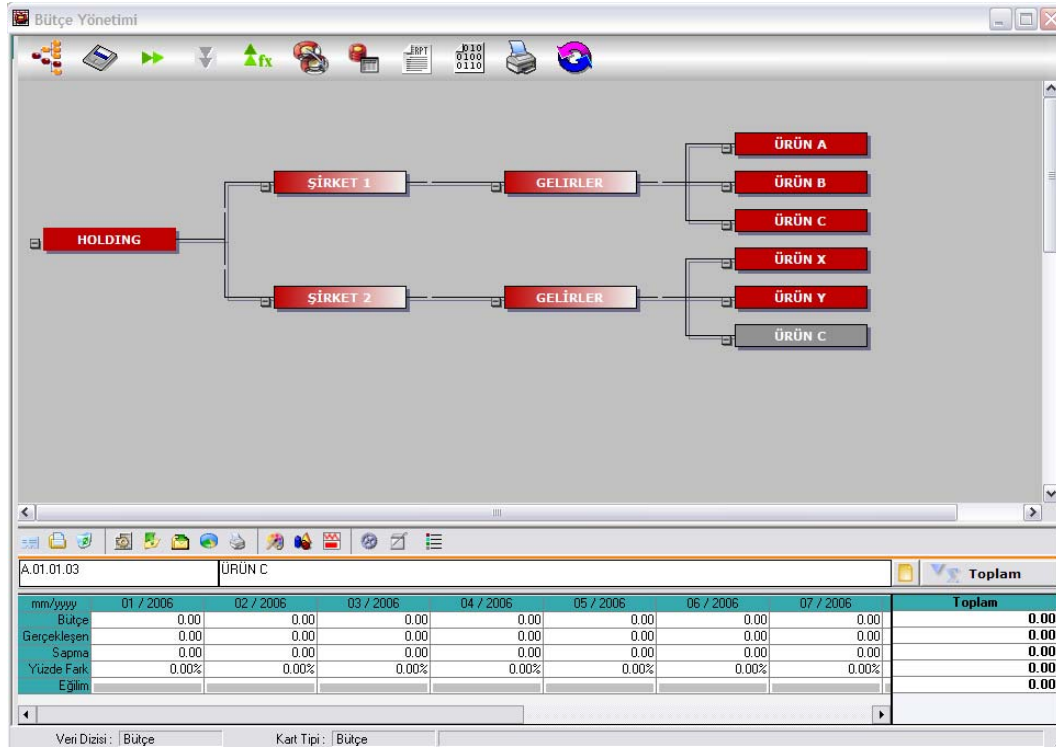 Bütçe Yönetimi
fx
ERPT
010
0100
0110
ÜRÜN A
ŞİRKET 1 GELIRLER ÜRÜN B
ÜRÜN C
HOLDING
ÜRÜN X
ŞİRKET 2 GELİRLER ÜRÜN Y
ÜRÜN C
A.01.01.03 ÜRÜN C Toplam
mm/yyyy 01 / 2006 02 / 2006 03 / 2006 04 / 2006 05 / 2006 06 / 2006 07 / 2006 Toplam
Bütçe 0.00 0.00 0.00 0.00 0.00 0.00 0.00 0.00
Gerçekleşen 0.00 0.00 0.00 0.00 0.00 0.00 0.00 0.00
Sapma 0.00 0.00 0.00 0.00 0.00 0.00 0.00 0.00
Yüzde Fark 0.00% 0.00% 0.00% 0.00% 0.00% 0.00% 0.00% 0.00
Eğilim 0.00
Veri Dizisi : Bütçe Kart Tipi : Bütçe